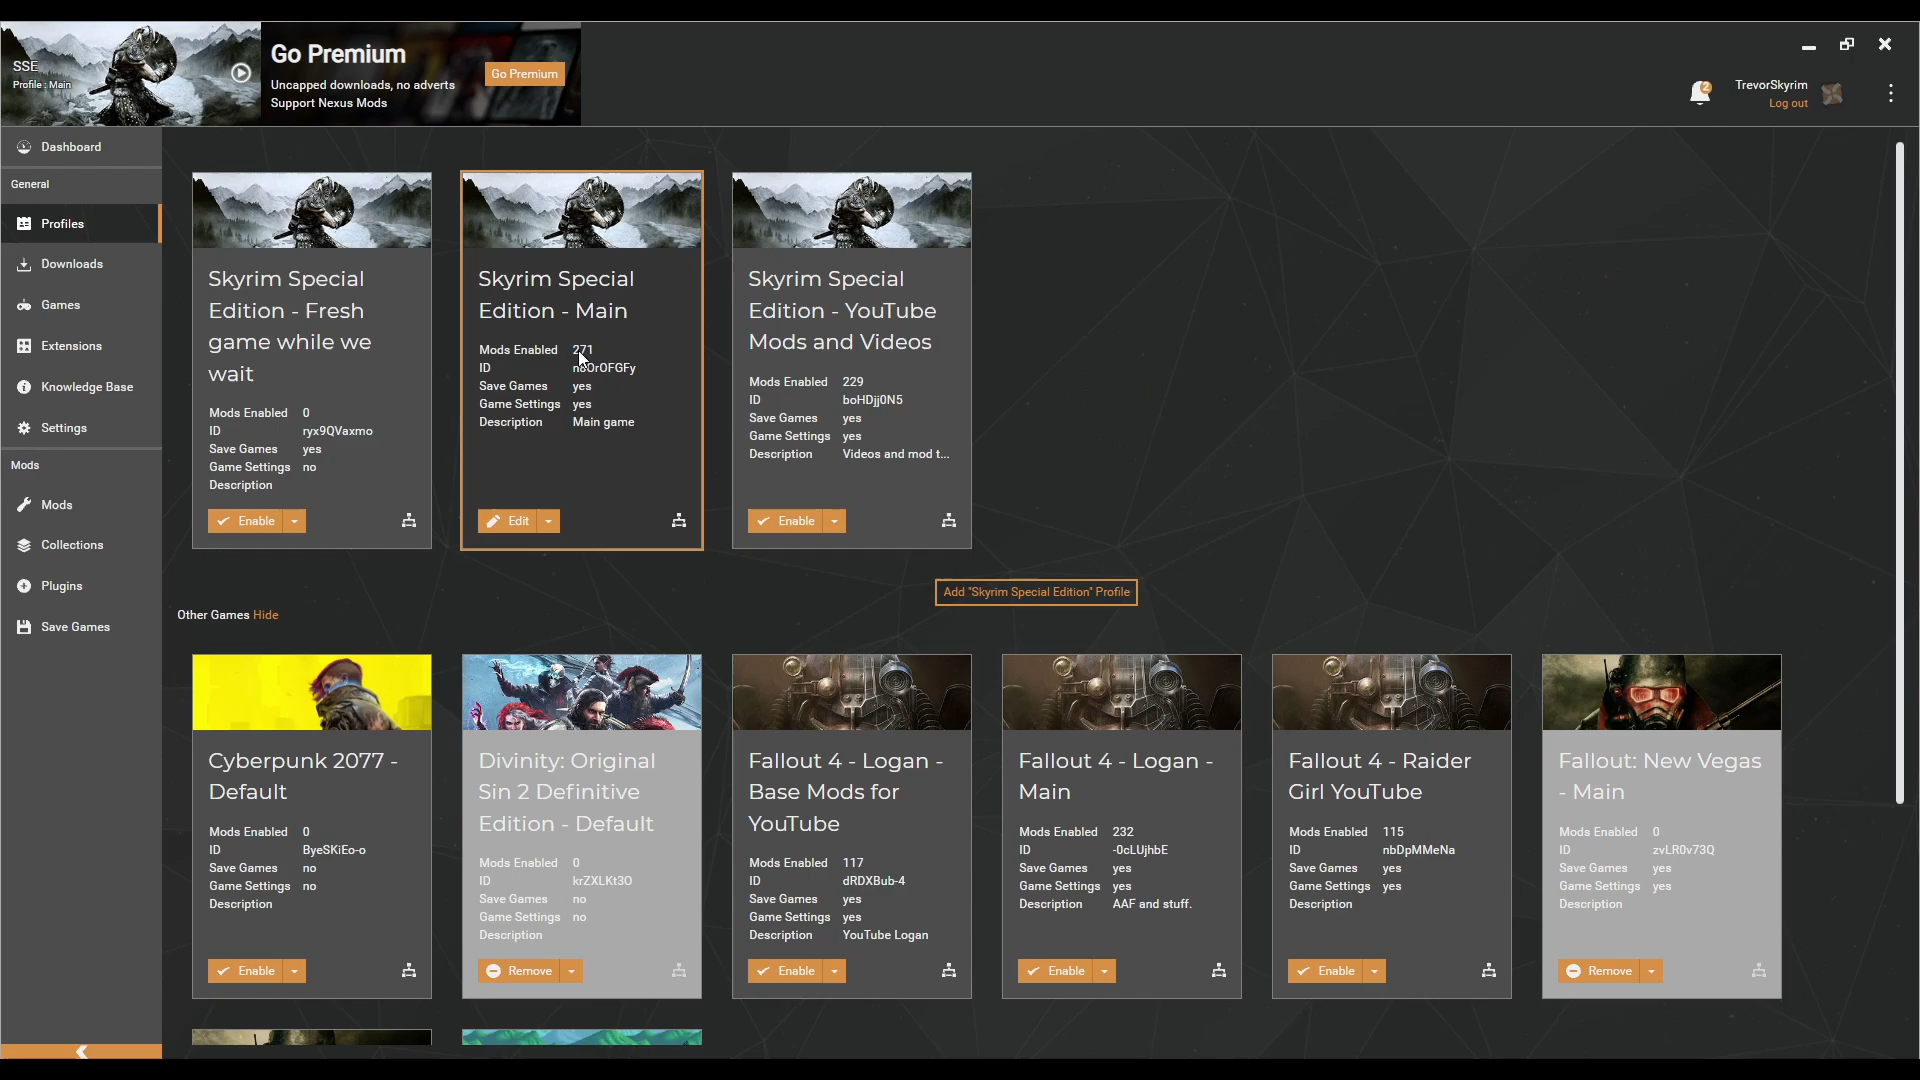 SSE
Profile : Main
Go Premium
Uncapped downloads, no adverts
Support Nexus Mods
Go Premium
2
TrevorSkyrim
Log out
Dashboard
General
Profiles
Downloads
Games
Extensions
Knowledge Base
Settings
Mods
Mods
Collections
Plugins
Save Games
Skyrim Special
Edition - Fresh
game while we
wait
Mods Enabled 0
ID ryx9QVaxmo
Save Games yes
Game Settings no
Description
Enable
Skyrim Special
Edition - Main
Mods Enabled 271
ID
Save Games yes
Game Settings yes
Description Main game
Edit
Skyrim Special
Edition - YouTube
Mods and Videos
Mods Enabled 229
ID boHDjj0N5
Save Games yes
Game Settings yes
Description Videos and mod t...
Enable
Add "Skyrim Special Edition" Profile
Other Games Hide
Cyberpunk 2077 -
Default
Mods Enabled 0
ID ByeSKiEo-o
Save Games no
Game Settings no
Description
Enable
Divinity: Original
Sin 2 Definitive
Edition - Default
Mods Enabled 0
ID krZXLKt3O
Save Games no
Game Settings no
Description
Remove
Fallout 4 - Logan -
Base Mods for
YouTube
Mods Enabled 117
ID dRDXBub-4
Save Games yes
Game Settings yes
Description YouTube Logan
Enable
Fallout 4 - Logan -
Main
Mods Enabled 232
ID -0cLUjhbE
Save Games yes
Game Settings yes
Description AAF and stuff.
Enable
Fallout 4 - Raider
Girl YouTube
Mods Enabled 115
ID nbDpMMeNa
Save Games yes
Game Settings yes
Description
Enable
Fallout: New Vegas
- Main
Mods Enabled 0
ID zvLR0v73Q
Save Games yes
Game Settings yes
Description
Remove